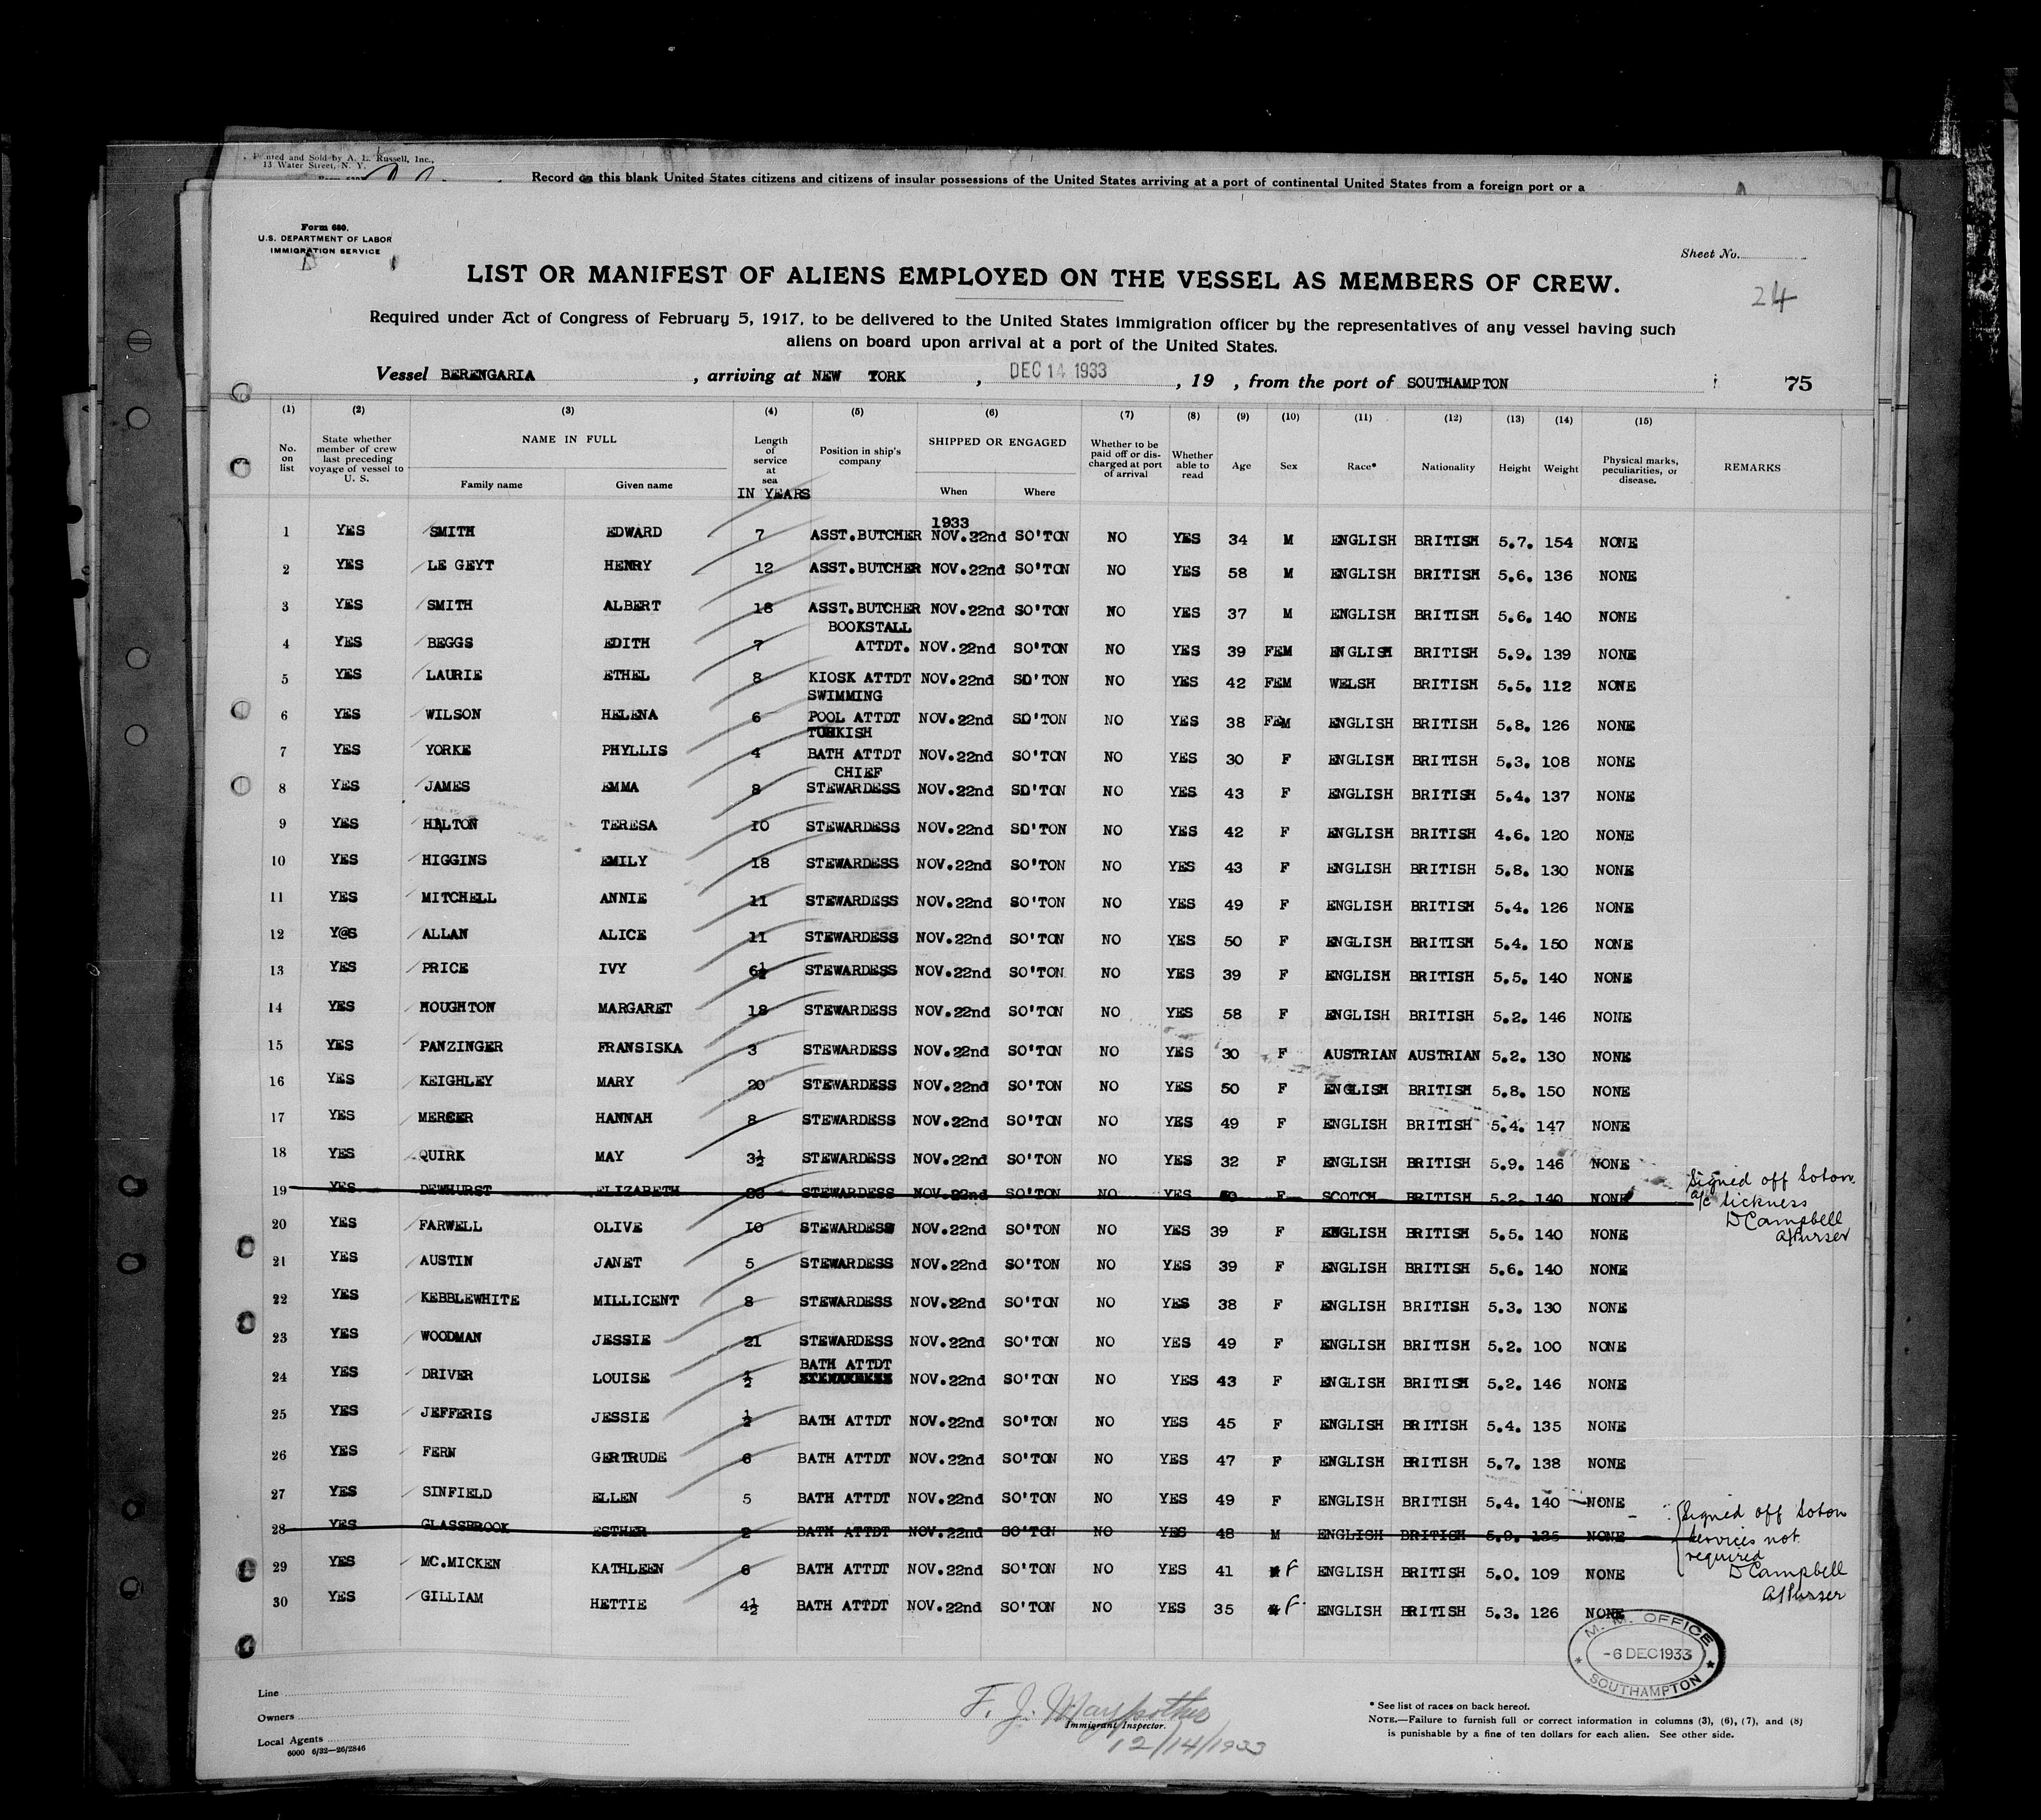 Printed and Sold by A. L. Russell, Inc.,
13 Water Street, N. Y.
Record on this blank United States citizens and citizens of insular possessions of the United States arriving at a port of continental United States from a foreign port or a
Form 680.
U.S. DEPARTMENT OF LABOR
IMMIGRATION SERVICE
Sheet No.
24
LIST OR MANIFEST OF ALIENS EMPLOYED ON THE VESSEL AS MEMBERS OF CREW.
Required under Act of Congress of February 5, 1917, to be delivered to the United States immigration officer by the representatives of any vessel having such
aliens on board upon arrival at a port of the United States.
Vessel BERENGARIA , arriving at NEW YORK , DEC 14 1933 , 19 , from the port of SOUTHAMPTON 75
(1) (2) (3) (4) (5) (6) (7) (8) (9) (10) (11) (12) (13) (14) (15)
No. on list State whether member of crew last preceding voyage of vessel to U. S. NAME IN FULL Family name Given name Length of service at sea IN YEARS Position in ship's company SHIPPED OR ENGAGED When Where Whether to be paid off or discharged at port of arrival Whether able to read Age Sex Race* Nationality Height Weight Physical marks, peculiarities, or disease. REMARKS
1933
1 YES SMITH EDWARD 7 ASST.BUTCHER NOV.22nd SO'TON NO YES 34 M ENGLISH BRITISH 5.7. 154 NONE
2 YES LE GEYT HENRY 12 ASST.BUTCHER NOV.22nd SO'TON NO YES 58 M ENGLISH BRITISH 5.6. 136 NONE
3 YES SMITH ALBERT 18 ASST.BUTCHER NOV.22nd SO'TON NO YES 37 M ENGLISH BRITISH 5.6. 140 NONE
4 YES BEGGS EDITH 7 BOOKSTALL ATTDT. NOV.22nd SO'TON NO YES 39 FEM ENGLISH BRITISH 5.9. 139 NONE
5 YES LAURIE ETHEL 8 KIOSK ATTDT NOV.22nd SO'TON NO YES 42 FEM WELSH BRITISH 5.5. 112 NONE
6 YES WILSON HELENA 6 SWIMMING POOL ATTDT NOV.22nd SO'TON NO YES 38 FEM ENGLISH BRITISH 5.8. 126 NONE
7 YES YORKE PHYLLIS 4 TURKISH BATH ATTDT NOV.22nd SO'TON NO YES 30 F ENGLISH BRITISH 5.3. 108 NONE
8 YES JAMES EMMA 8 CHIEF STEWARDESS NOV.22nd SO'TON NO YES 43 F ENGLISH BRITISH 5.4. 137 NONE
9 YES HILTON TERESA 10 STEWARDESS NOV.22nd SO'TON NO YES 42 F ENGLISH BRITISH 4.6. 120 NONE
10 YES HIGGINS EMILY 18 STEWARDESS NOV.22nd SO'TON NO YES 43 F ENGLISH BRITISH 5.8. 130 NONE
11 YES MITCHELL ANNIE 11 STEWARDESS NOV.22nd SO'TON NO YES 49 F ENGLISH BRITISH 5.4. 126 NONE
12 Y@S ALLAN ALICE 11 STEWARDESS NOV.22nd SO'TON NO YES 50 F ENGLISH BRITISH 5.4. 150 NONE
13 YES PRICE IVY 6½ STEWARDESS NOV.22nd SO'TON NO YES 39 F ENGLISH BRITISH 5.5. 140 NONE
14 YES HOUGHTON MARGARET 18 STEWARDESS NOV.22nd SO'TON NO YES 58 F ENGLISH BRITISH 5.2. 146 NONE
15 YES PANZINGER FRANSISKA 3 STEWARDESS NOV.22nd SO'TON NO YES 30 F AUSTRIAN AUSTRIAN 5.2. 130 NONE
16 YES KEIGHLEY MARY 20 STEWARDESS NOV.22nd SO'TON NO YES 50 F ENGLISH BRITISH 5.8. 150 NONE
17 YES MERCER HANNAH 8 STEWARDESS NOV.22nd SO'TON NO YES 49 F ENGLISH BRITISH 5.4. 147 NONE
18 YES QUIRK MAY 3½ STEWARDESS NOV.22nd SO'TON NO YES 32 F ENGLISH BRITISH 5.9. 146 NONE
19 YES DEWHURST ELIZABETH STEWARDESS NOV.22nd SO'TON NO YES F SCOTCH BRITISH 5.2. 140 NONE
Signed off Soton
a/c sickness
D Campbell
A/Purser
20 YES FARWELL OLIVE 10 STEWARDESS NOV.22nd SO'TON NO YES 39 F ENGLISH BRITISH 5.5. 140 NONE
21 YES AUSTIN JANET 5 STEWARDESS NOV.22nd SO'TON NO YES 39 F ENGLISH BRITISH 5.6. 140 NONE
22 YES KEBBLEWHITE MILLICENT 8 STEWARDESS NOV.22nd SO'TON NO YES 38 F ENGLISH BRITISH 5.3. 130 NONE
23 YES WOODMAN JESSIE 21 STEWARDESS NOV.22nd SO'TON NO YES 49 F ENGLISH BRITISH 5.2. 100 NONE
24 YES DRIVER LOUISE ½ BATH ATTDT NOV.22nd SO'TON NO YES 43 F ENGLISH BRITISH 5.2. 146 NONE
25 YES JEFFERIS JESSIE ½ BATH ATTDT NOV.22nd SO'TON NO YES 45 F ENGLISH BRITISH 5.4. 135 NONE
26 YES FERN GERTRUDE 6 BATH ATTDT NOV.22nd SO'TON NO YES 47 F ENGLISH BRITISH 5.7. 138 NONE
27 YES SINFIELD ELLEN 5 BATH ATTDT NOV.22nd SO'TON NO YES 49 F ENGLISH BRITISH 5.4. 140 NONE
28 YES GLASSBROOK ESTHER 2 BATH ATTDT NOV.22nd SO'TON NO YES 48 M ENGLISH BRITISH 5.9. 135 NONE
Signed off Soton
services not
required
D Campbell
A/Purser
29 YES MC.MICKEN KATHLEEN 6 BATH ATTDT NOV.22nd SO'TON NO YES 41 F ENGLISH BRITISH 5.0. 109 NONE
30 YES GILLIAM HETTIE 4½ BATH ATTDT NOV.22nd SO'TON NO YES 35 F ENGLISH BRITISH 5.3. 126 NONE
M. M. OFFICE
-6 DEC 1933
SOUTHAMPTON
Line
Owners
Local Agents
6000 6/32—26/2846
F. J.
Immigrant Inspector.
12/14/1933
* See list of races on back hereof.
NOTE.—Failure to furnish full or correct information in columns (3), (6), (7), and (8)
is punishable by a fine of ten dollars for each alien. See other side.